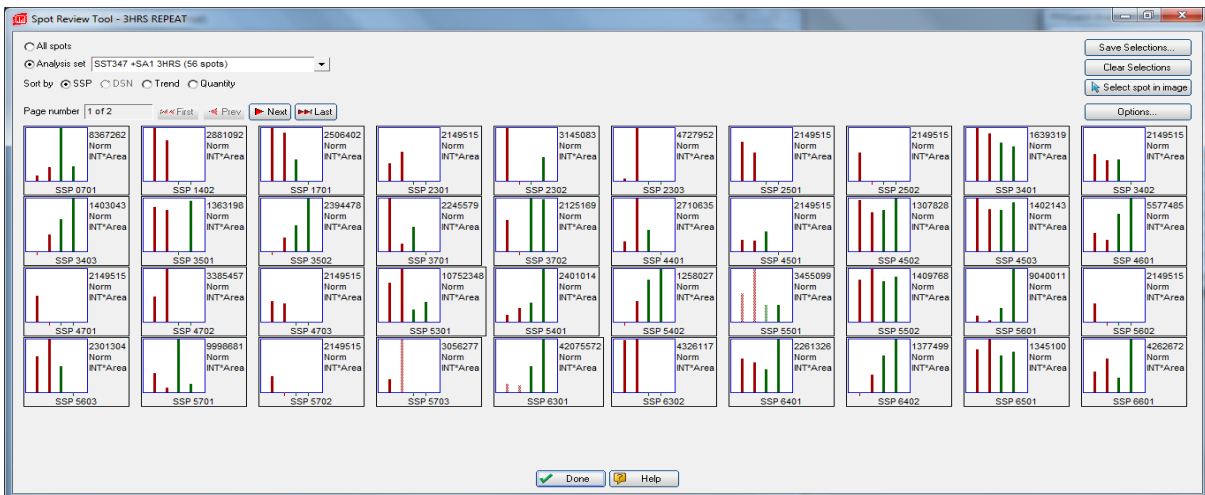 Spot Review Tool - 3HRS REPEAT
All spots
Save Selections...
Analysis set SST347 +SA1 3HRS (56 spots)
Clear Selections
Sort by SSP DSN Trend Quantity
Select spot in image
Page number 1 of 2 First Prev Next Last
Options...
8367262 2881092 2506402 2149515 3145083 4727952 2149515 2149515 1639319 2149515
Norm Norm Norm Norm Norm Norm Norm Norm Norm Norm
INT*Area INT*Area INT*Area INT*Area INT*Area INT*Area INT*Area INT*Area INT*Area INT*Area
SSP 0701 SSP 1402 SSP 1701 SSP 2301 SSP 2302 SSP 2303 SSP 2501 SSP 2502 SSP 3401 SSP 3402
1403043 1363198 2394478 2245579 2125169 2710635 2149515 1307828 1402143 5577485
Norm Norm Norm Norm Norm Norm Norm Norm Norm Norm
INT*Area INT*Area INT*Area INT*Area INT*Area INT*Area INT*Area INT*Area INT*Area INT*Area
SSP 3403 SSP 3501 SSP 3502 SSP 3701 SSP 3702 SSP 4401 SSP 4501 SSP 4502 SSP 4503 SSP 4601
2149515 3385457 2149515 10752348 2401014 1258027 3455099 1409768 9040011 2149515
Norm Norm Norm Norm Norm Norm Norm Norm Norm Norm
INT*Area INT*Area INT*Area INT*Area INT*Area INT*Area INT*Area INT*Area INT*Area INT*Area
SSP 4701 SSP 4702 SSP 4703 SSP 5301 SSP 5401 SSP 5402 SSP 5501 SSP 5502 SSP 5601 SSP 5602
2301304 9998681 2149515 3056277 42075572 4326117 2261326 1377499 1345100 4262672
Norm Norm Norm Norm Norm Norm Norm Norm Norm Norm
INT*Area INT*Area INT*Area INT*Area INT*Area INT*Area INT*Area INT*Area INT*Area INT*Area
SSP 5603 SSP 5701 SSP 5702 SSP 5703 SSP 6301 SSP 6302 SSP 6401 SSP 6402 SSP 6501 SSP 6601
Done Help